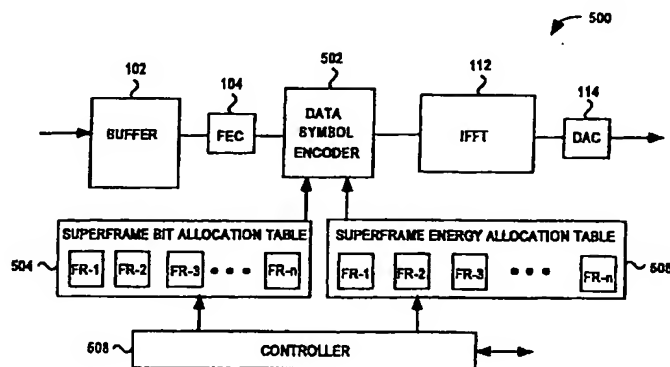 500
102
502
112
104
114
BUFFER
FEC
DATA
SYMBOL
ENCODER
IFFT
DAC
SUPERFRAME BIT ALLOCATION TABLE
SUPERFRAME ENERGY ALLOCATION TABLE
504
FR-1 FR-2 FR-3 FR-n
FR-1 FR-2 FR-3 FR-n
508
CONTROLLER